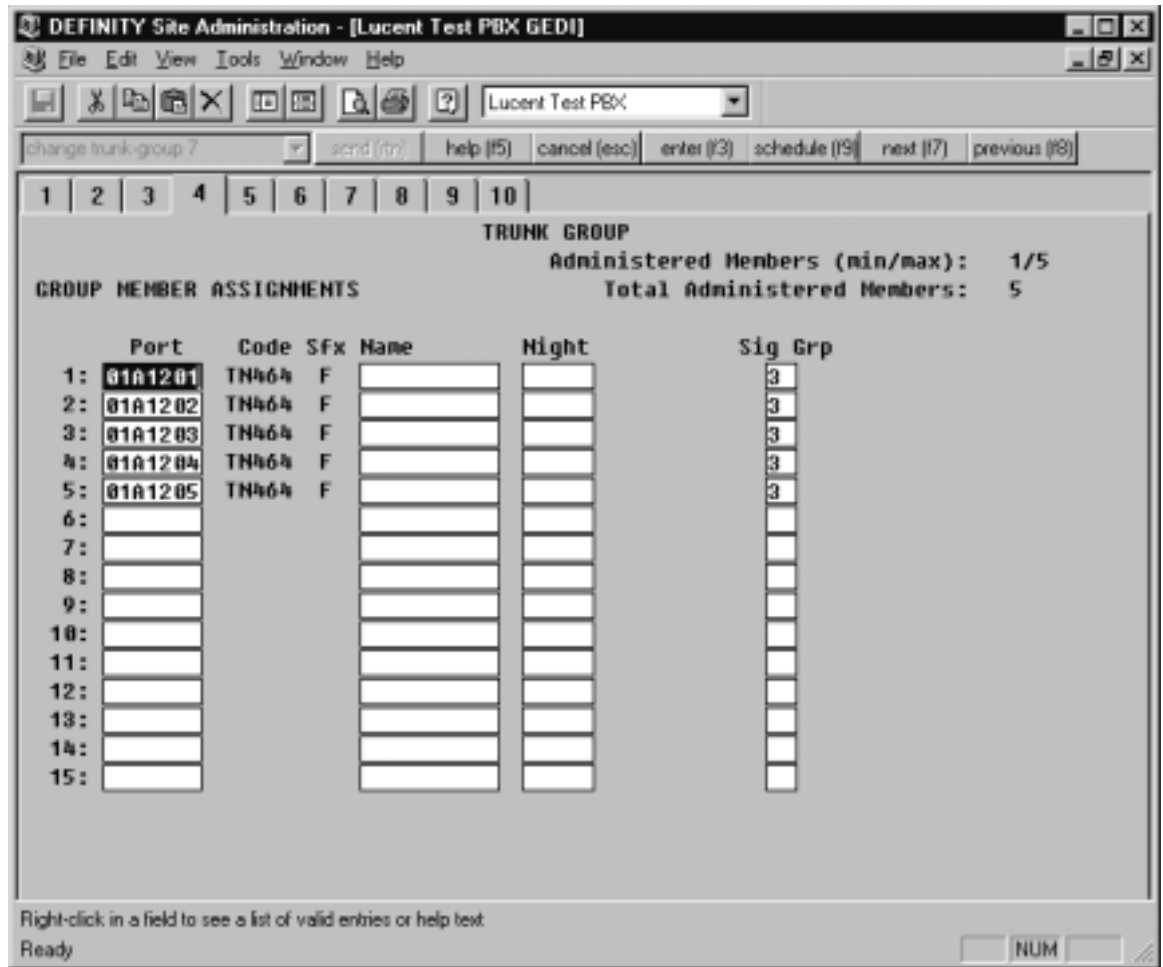 DEFINITY Site Administration - [Lucent Test PBX GEDI]
File Edit View Tools Window Help
Lucent Test PBX
change trunk-group 7 send (rtn) help (f5) cancel (esc) enter (f3) schedule (f9) next (f7) previous (f8)
1 2 3 4 5 6 7 8 9 10
TRUNK GROUP
Administered Members (min/max): 1/5
GROUP MEMBER ASSIGNMENTS Total Administered Members: 5
Port Code Sfx Name Night Sig Grp
1: 01A1201 TN464 F 3
2: 01A1202 TN464 F 3
3: 01A1203 TN464 F 3
4: 01A1204 TN464 F 3
5: 01A1205 TN464 F 3
6:
7:
8:
9:
10:
11:
12:
13:
14:
15:
Right-click in a field to see a list of valid entries or help text
Ready NUM